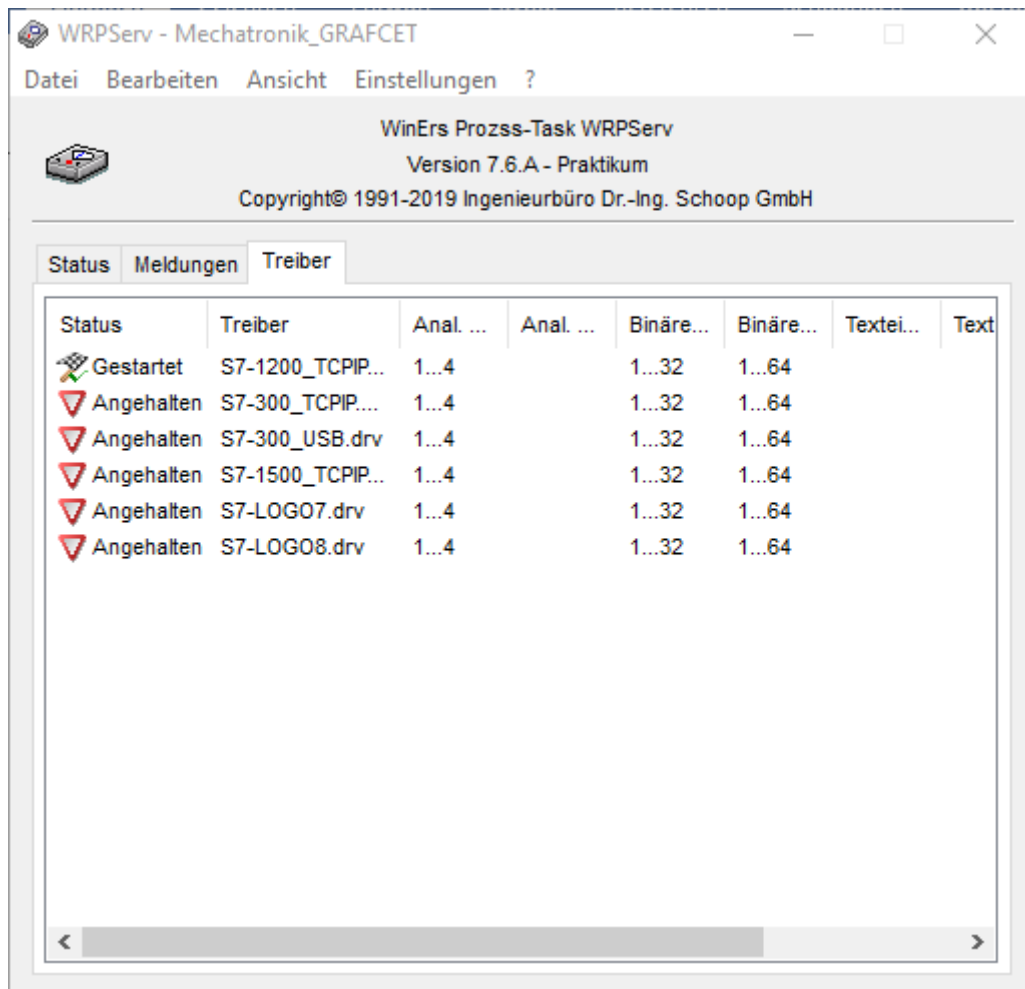 WRPServ - Mechatronik_GRAFCET
Datei Bearbeiten Ansicht Einstellungen ?
WinErs Prozss-Task WRPServ
Version 7.6.A - Praktikum
Copyright© 1991-2019 Ingenieurbüro Dr.-Ing. Schoop GmbH
Status Meldungen Treiber
Status Treiber Anal. ... Anal. ... Binäre... Binäre... Textei... Text
Gestartet S7-1200_TCPIP... 1...4 1...32 1...64
Angehalten S7-300_TCPIP.... 1...4 1...32 1...64
Angehalten S7-300_USB.drv 1...4 1...32 1...64
Angehalten S7-1500_TCPIP... 1...4 1...32 1...64
Angehalten S7-LOGO7.drv 1...4 1...32 1...64
Angehalten S7-LOGO8.drv 1...4 1...32 1...64